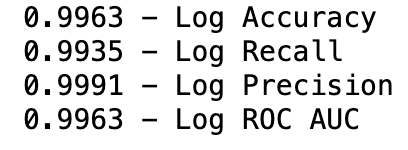 0.9963 – Log Accuracy
0.9935 – Log Recall
0.9991 – Log Precision
0.9963 – Log ROC AUC